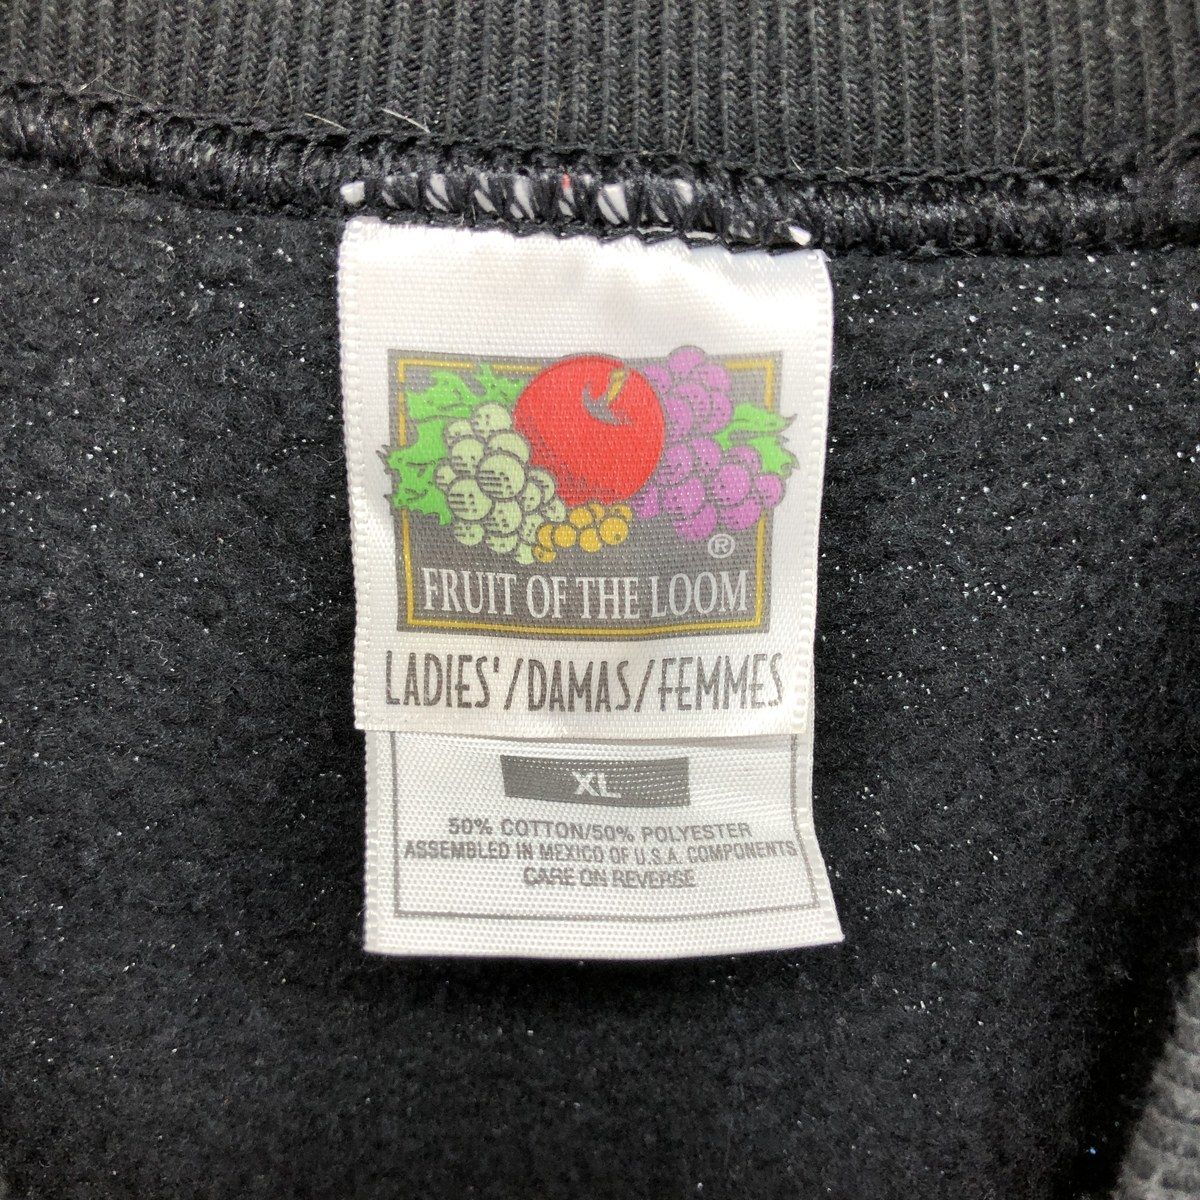 ®
FRUIT OF THE LOOM
LADIES'/DAMAS/FEMMES
XL
50% COTTON/50% POLYESTER
ASSEMBLED IN MEXICO OF U.S.A. COMPONENTS
CARE ON REVERSE